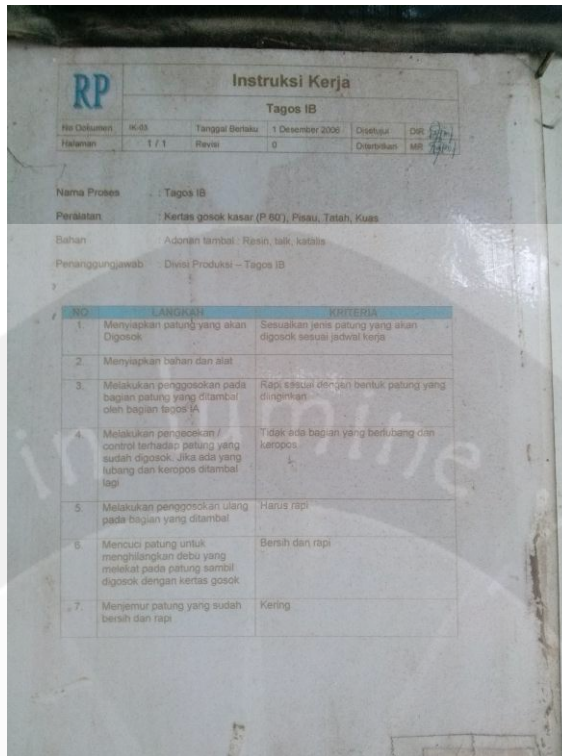 RP
Instruksi Kerja
Tagos IB
No Dokumen IK-03 Tanggal Berlaku 1 Desember 2006 Disetujui DIR
Halaman 1 / 1 Revisi 0 Diterbitkan MR
Nama Proses : Tagos IB
Peralatan : Kertas gosok kasar (P 60'), Pisau, Tatah, Kuas
Bahan : Adonan tambal : Resin, talk, katalis
Penanggungjawab : Divisi Produksi – Tagos IB
NO LANGKAH KRITERIA
1. Menyiapkan patung yang akan Sesuaikan jenis patung yang akan
Digosok digosok sesuai jadwal kerja
2. Menyiapkan bahan dan alat
3. Melakukan penggosokan pada Rapi sesuai dengan bentuk patung yang
bagian patung yang ditambal diinginkan
oleh bagian tagos IA
4. Melakukan pengecekan / Tidak ada bagian yang berlubang dan
control terhadap patung yang keropos
sudah digosok. Jika ada yang
lubang dan keropos ditambal
lagi
5. Melakukan penggosokan ulang Harus rapi
pada bagian yang ditambal
6. Mencuci patung untuk Bersih dan rapi
menghilangkan debu yang
melekat pada patung sambil
digosok dengan kertas gosok
7. Menjemur patung yang sudah Kering
bersih dan rapi
in lumine